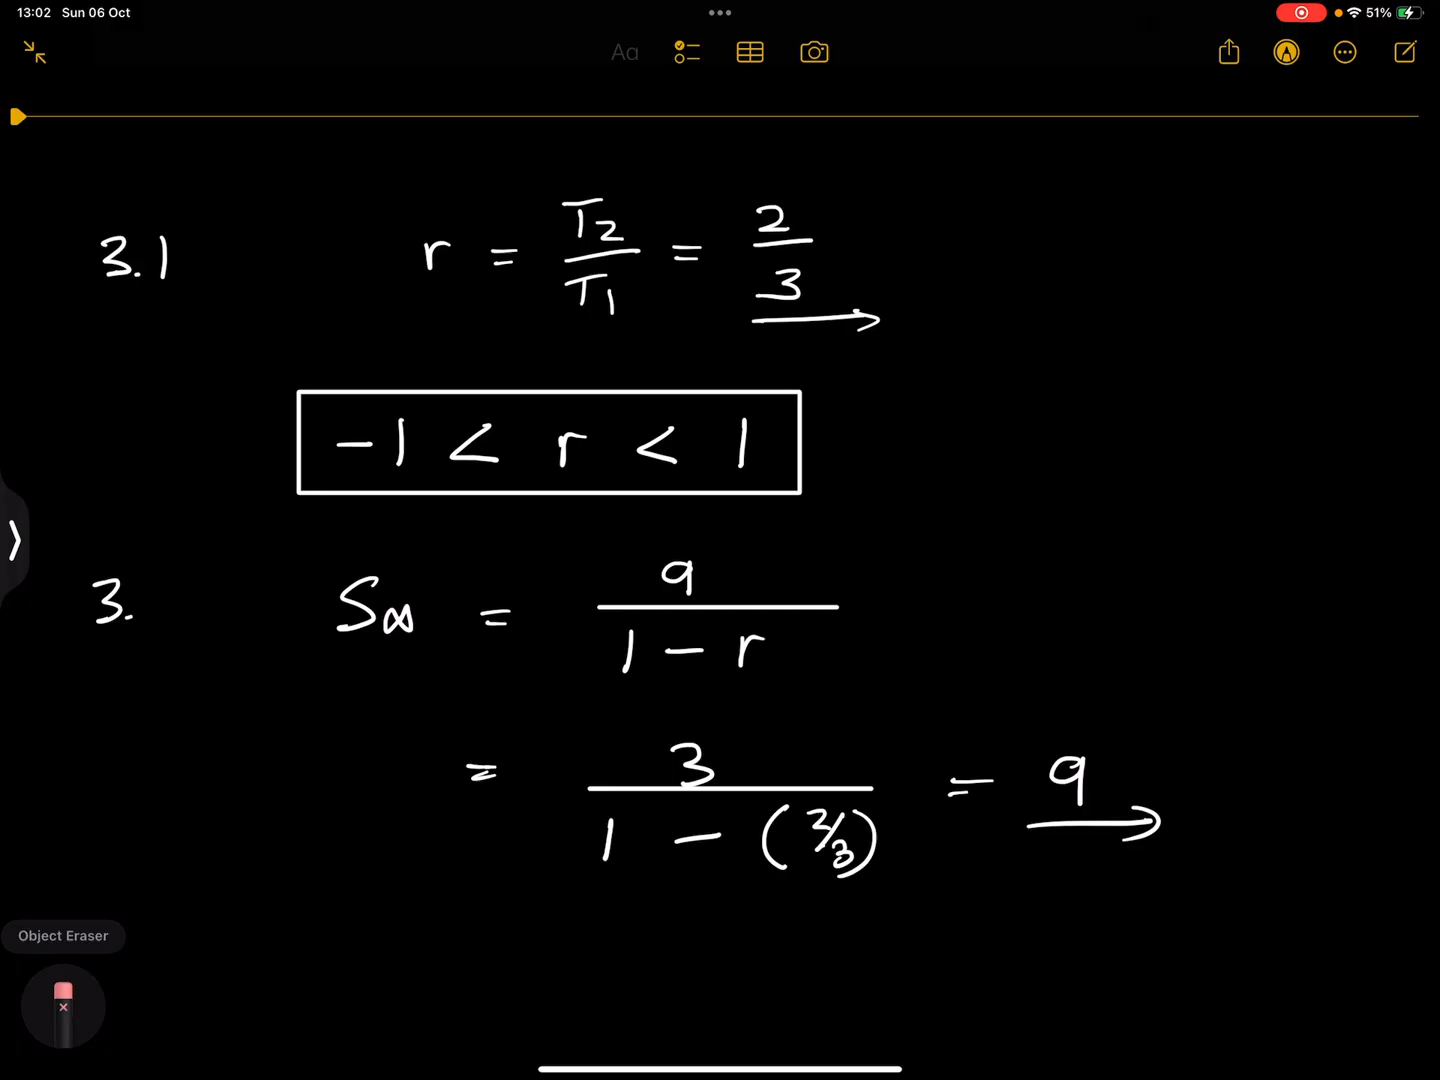 13:02 Sun 06 Oct 51%
Aa
3.1 r = T2/T1 = 2/3
-1 < r < 1
3. S∞ = a/(1 - r)
= 3/(1 - (2/3)) = 9
Object Eraser